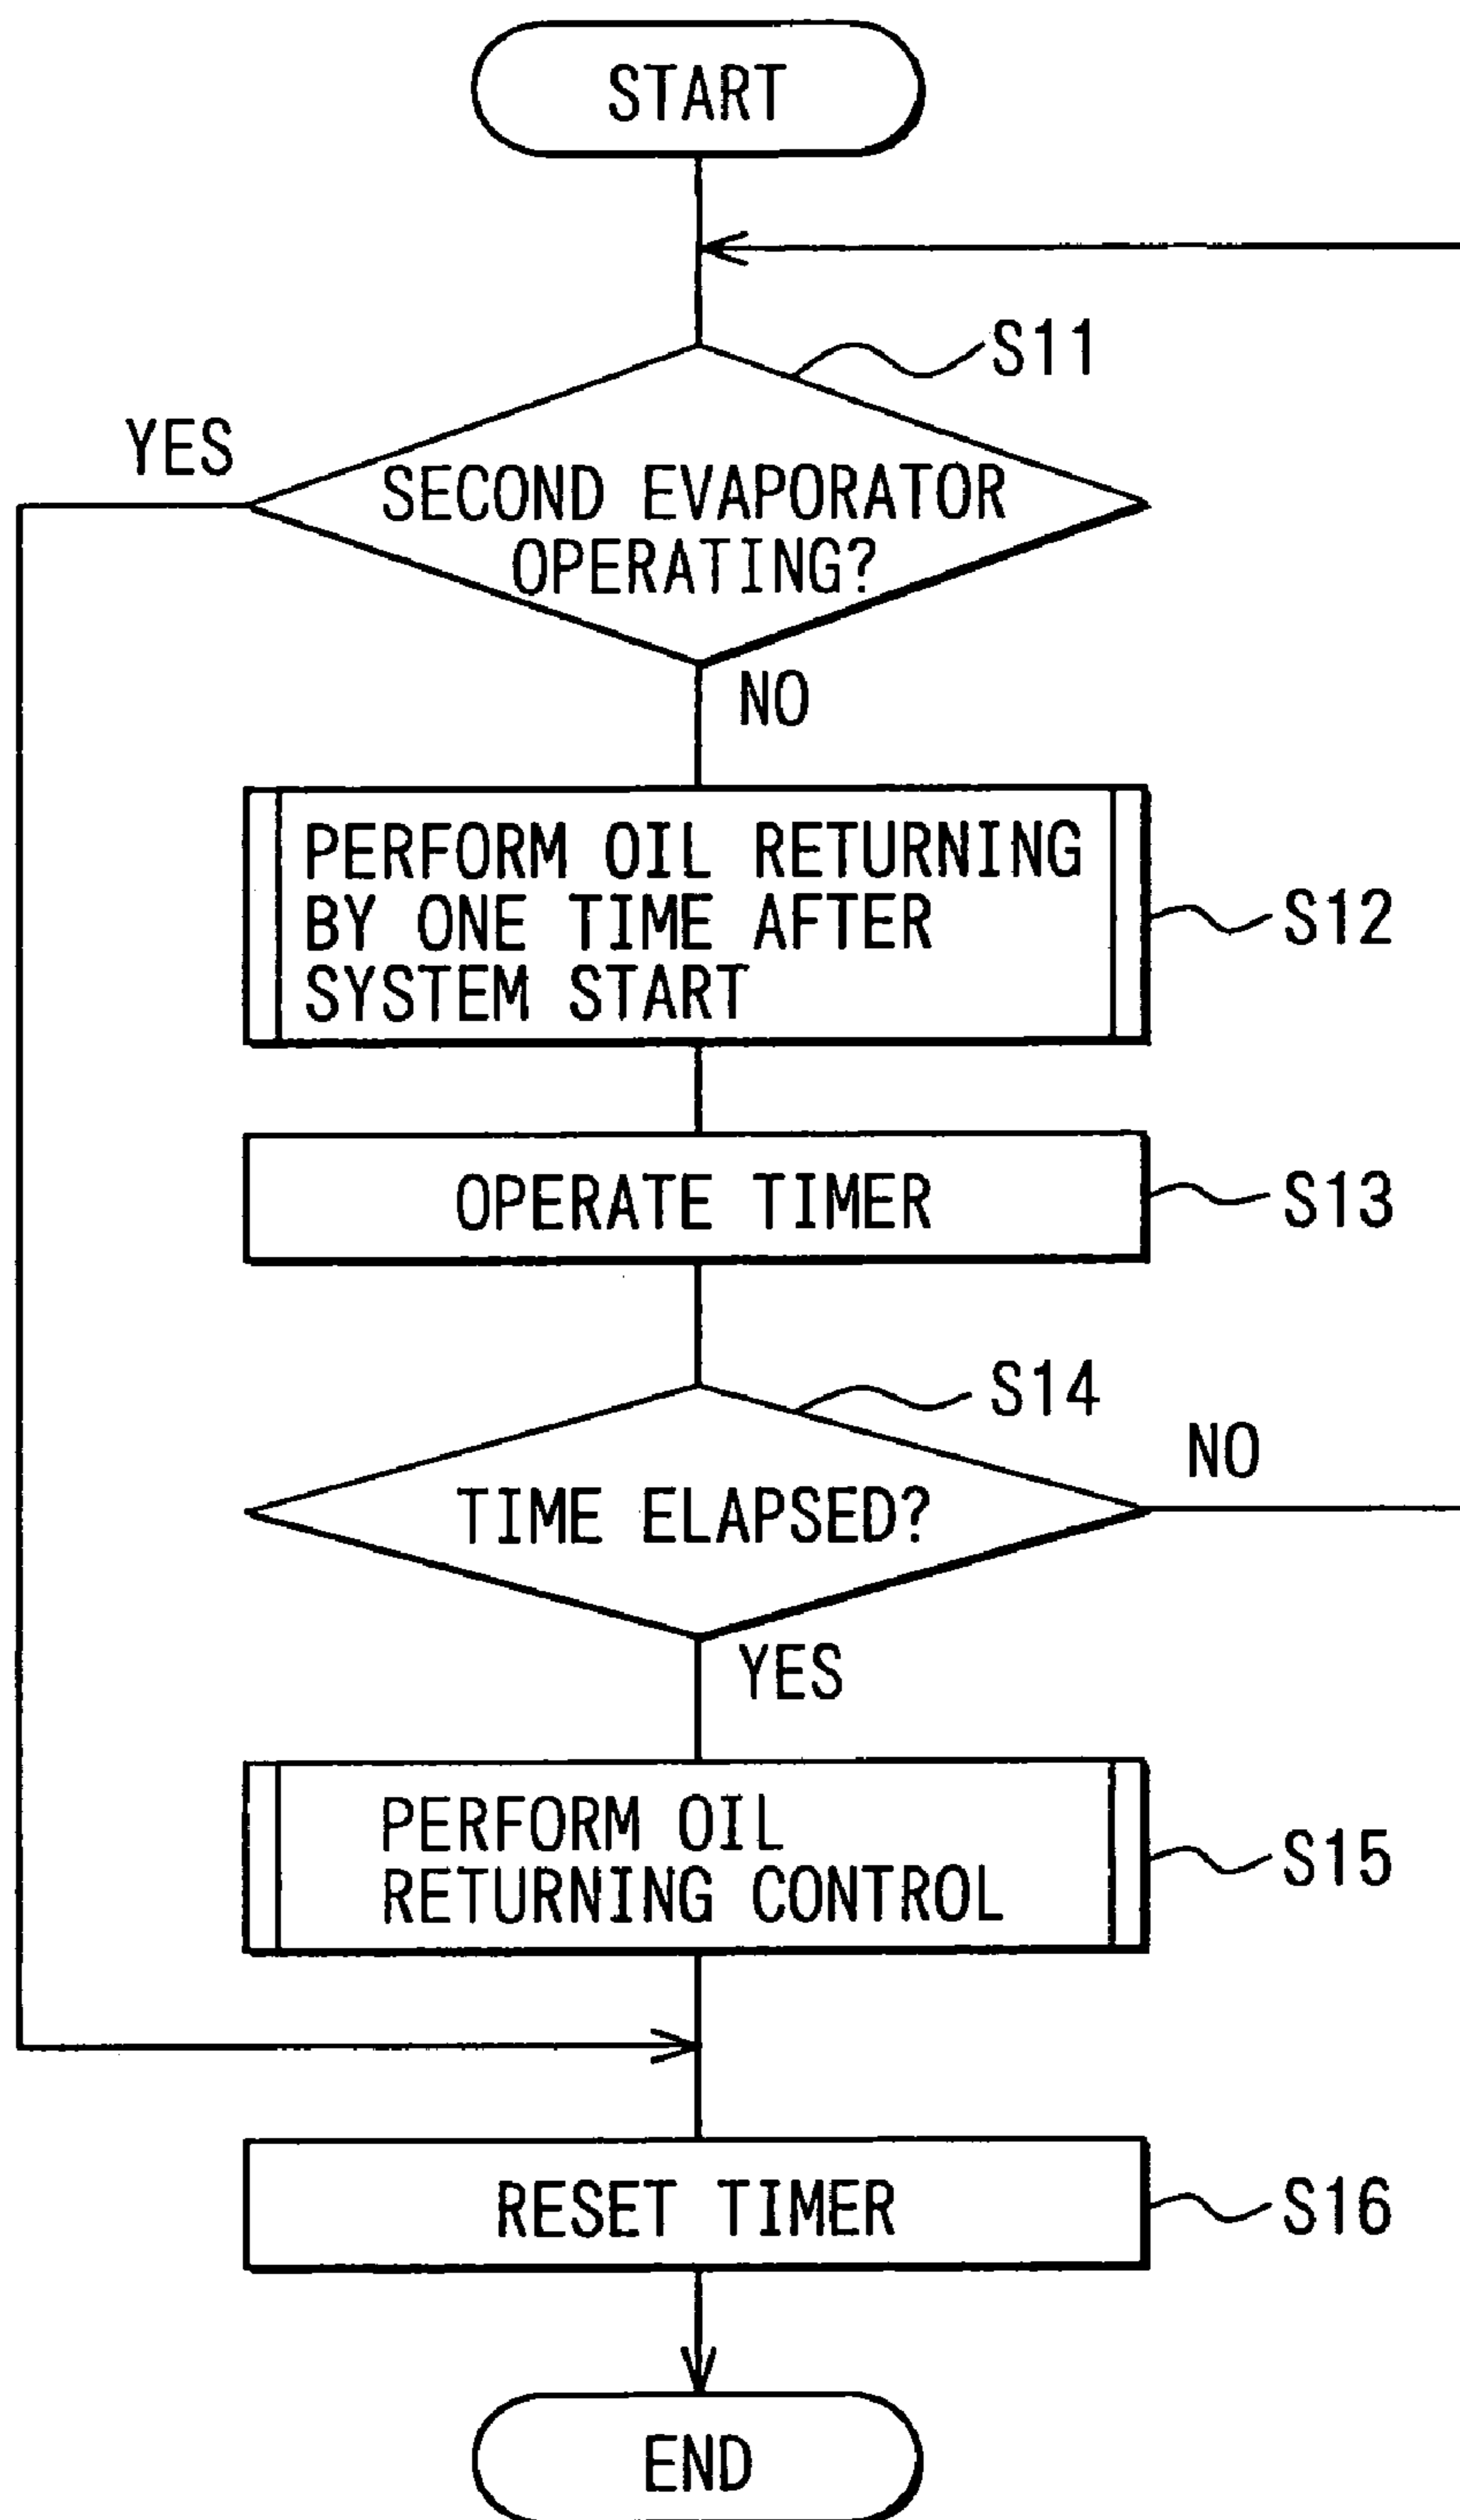 START
S11
YES
SECOND EVAPORATOR
OPERATING?
NO
PERFORM OIL RETURNING
BY ONE TIME AFTER
SYSTEM START
S12
OPERATE TIMER
S13
S14
NO
TIME ELAPSED?
YES
PERFORM OIL
RETURNING CONTROL
S15
RESET TIMER
S16
END